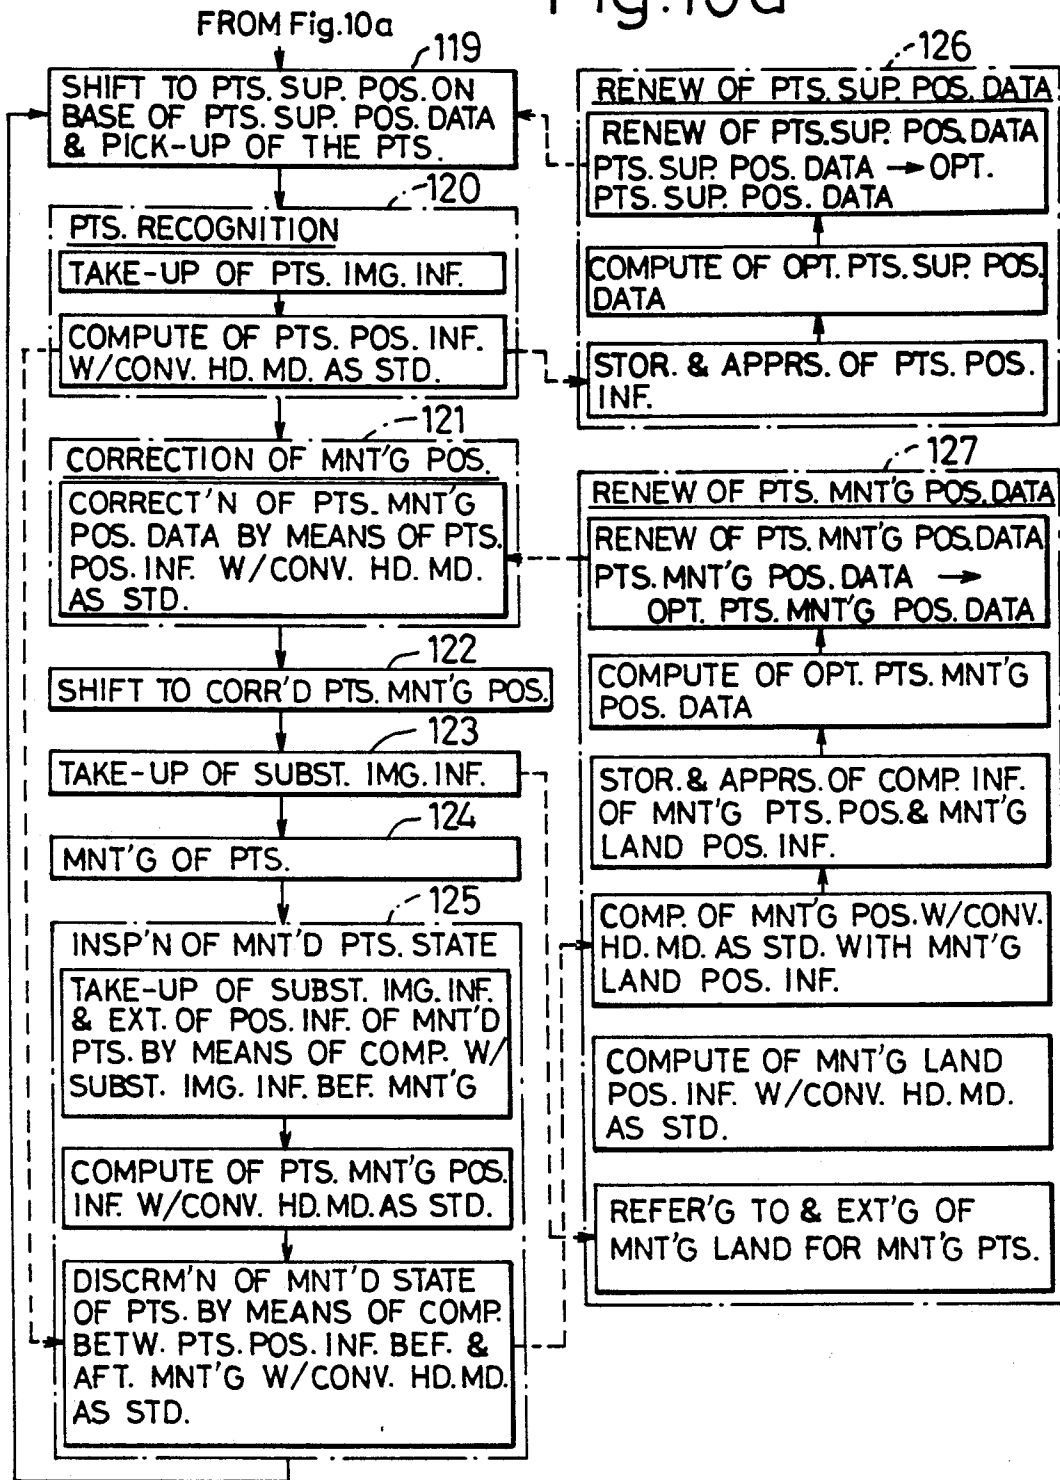 Fig.10a
FROM Fig.10a
119
SHIFT TO PTS. SUP. POS. ON
BASE OF PTS. SUP. POS. DATA
& PICK-UP OF THE PTS.
120
PTS. RECOGNITION
TAKE-UP OF PTS. IMG. INF.
COMPUTE OF PTS. POS. INF.
W/CONV. HD. MD. AS STD.
121
CORRECTION OF MNT'G POS.
CORRECT'N OF PTS. MNT'G
POS. DATA BY MEANS OF PTS.
POS. INF. W/CONV. HD. MD.
AS STD.
122
SHIFT TO CORR'D PTS. MNT'G POS.
123
TAKE-UP OF SUBST. IMG. INF.
124
MNT'G OF PTS.
125
INSP'N OF MNT'D PTS. STATE
TAKE-UP OF SUBST. IMG. INF.
& EXT. OF POS. INF. OF MNT'D
PTS. BY MEANS OF COMP. W/
SUBST. IMG. INF. BEF. MNT'G
COMPUTE OF PTS. MNT'G POS.
INF. W/CONV. HD. MD. AS STD.
DISCRM'N OF MNT'D STATE
OF PTS. BY MEANS OF COMP.
BETW. PTS. POS. INF. BEF. &
AFT. MNT'G W/CONV. HD. MD.
AS STD.
126
RENEW OF PTS. SUP. POS. DATA
RENEW OF PTS. SUP. POS. DATA
PTS. SUP. POS. DATA → OPT.
PTS. SUP. POS. DATA
COMPUTE OF OPT. PTS. SUP. POS.
DATA
STOR. & APPRS. OF PTS. POS.
INF.
127
RENEW OF PTS. MNT'G POS. DATA
RENEW OF PTS. MNT'G POS. DATA
PTS. MNT'G POS. DATA →
OPT. PTS. MNT'G POS. DATA
COMPUTE OF OPT. PTS. MNT'G
POS. DATA
STOR. & APPRS. OF COMP. INF.
OF MNT'G PTS. POS. & MNT'G
LAND POS. INF.
COMP. OF MNT'G POS. W/CONV.
HD. MD. AS STD. WITH MNT'G
LAND POS. INF.
COMPUTE OF MNT'G LAND
POS. INF. W/CONV. HD. MD.
AS STD.
REFER'G TO & EXT'G OF
MNT'G LAND FOR MNT'G PTS.